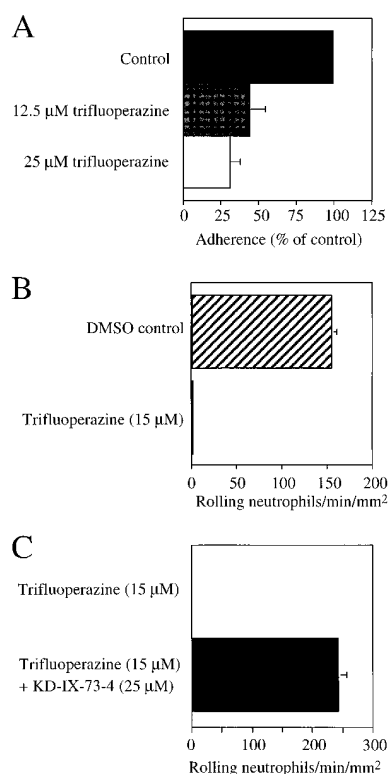 A
Control
12.5 μM trifluoperazine
25 μM trifluoperazine
0 25 50 75 100 125
Adherence (% of control)
B
DMSO control
Trifluoperazine (15 μM)
0 50 100 150 200
Rolling neutrophils/min/mm²
C
Trifluoperazine (15 μM)
Trifluoperazine (15 μM)
+ KD-IX-73-4 (25 μM)
0 100 200 300
Rolling neutrophils/min/mm²